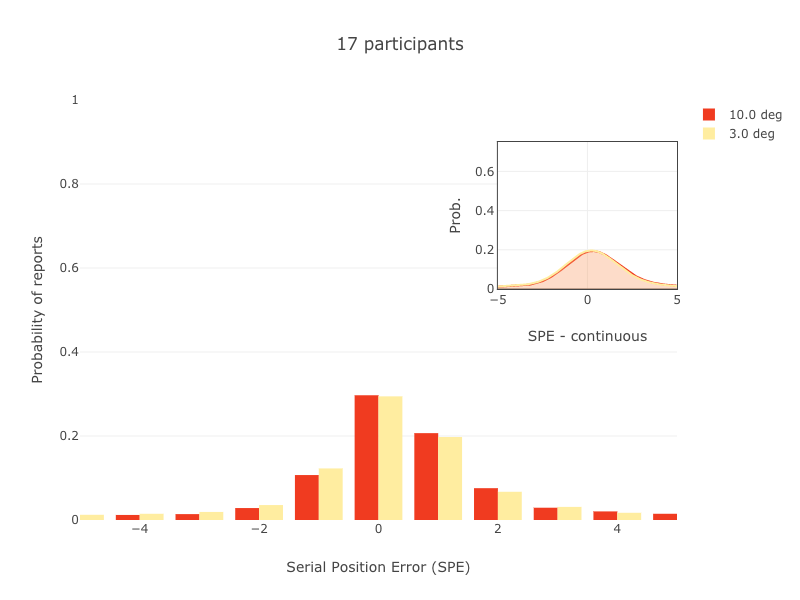 17 participants
1
0.8
0.6
0.4
0.2
0
Probability of reports
−4
−2
0
2
4
Serial Position Error (SPE)
10.0 deg
3.0 deg
0.6
0.4
0.2
0
Prob.
−5
0
5
SPE - continuous